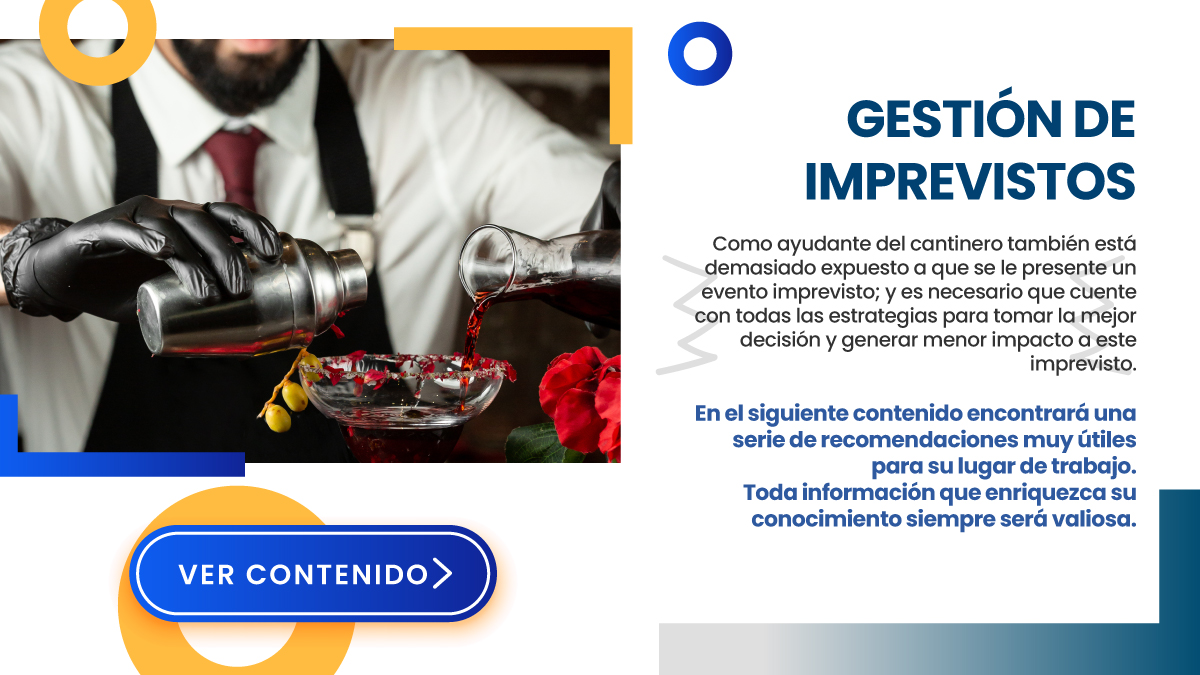 GESTIÓN DE
IMPREVISTOS
Como ayudante del cantinero también está
demasiado expuesto a que se le presente un
evento imprevisto; y es necesario que cuente
con todas las estrategias para tomar la mejor
decisión y generar menor impacto a este
imprevisto.
En el siguiente contenido encontrará una
serie de recomendaciones muy útiles
para su lugar de trabajo.
Toda información que enriquezca su
conocimiento siempre será valiosa.
VER CONTENIDO